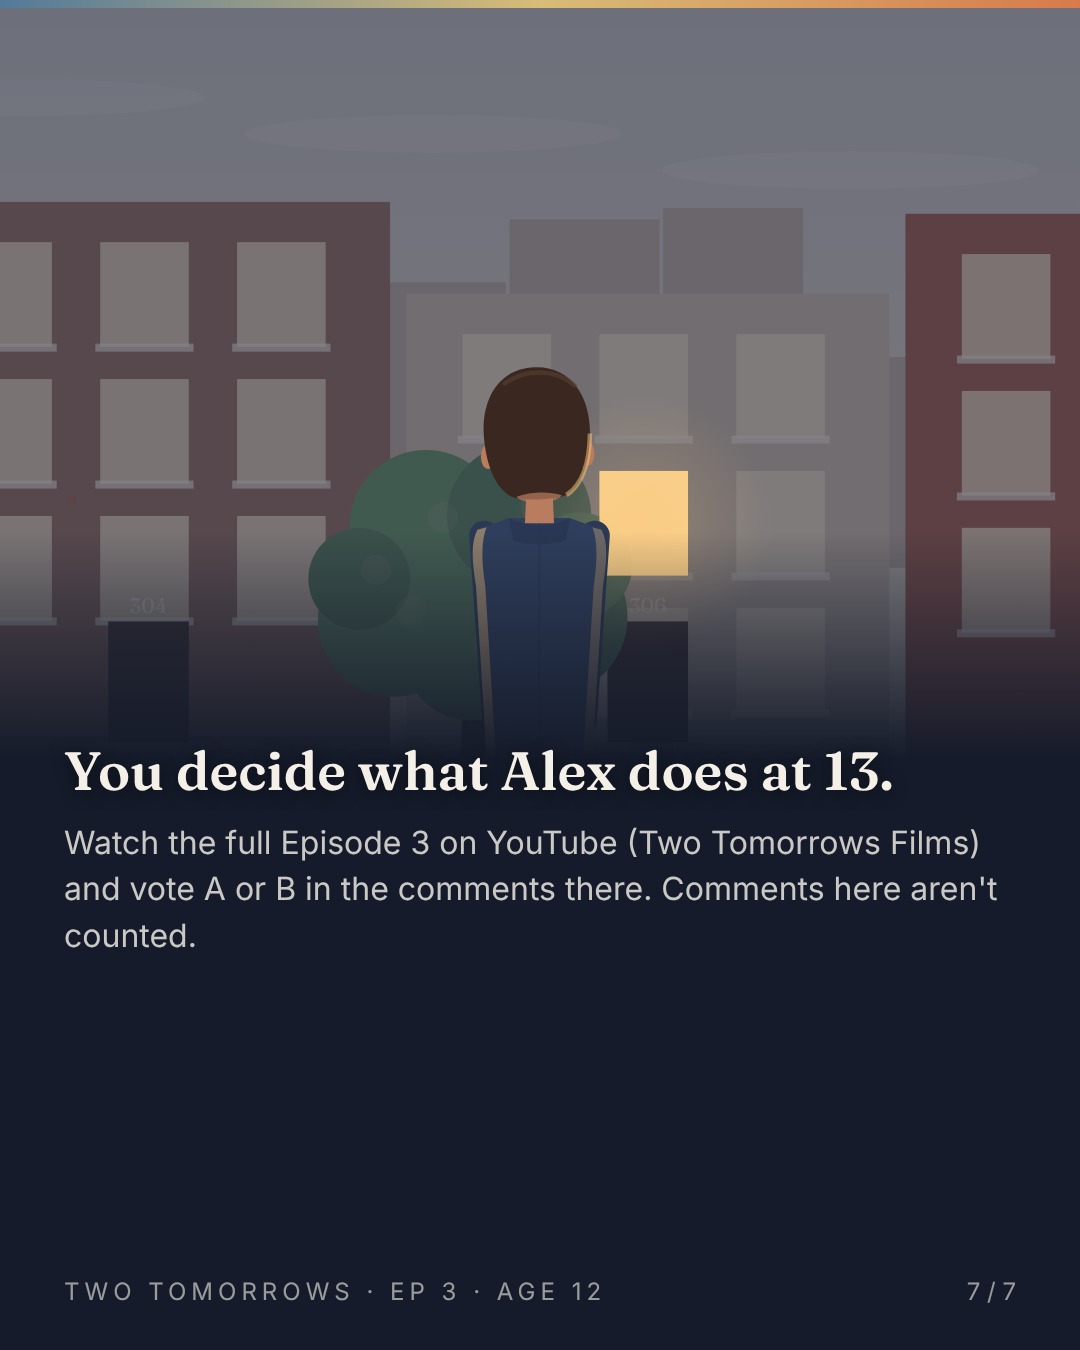 304
306
You decide what Alex does at 13.
Watch the full Episode 3 on YouTube (Two Tomorrows Films)
and vote A or B in the comments there. Comments here aren't
counted.
TWO TOMORROWS · EP 3 · AGE 12
7/7